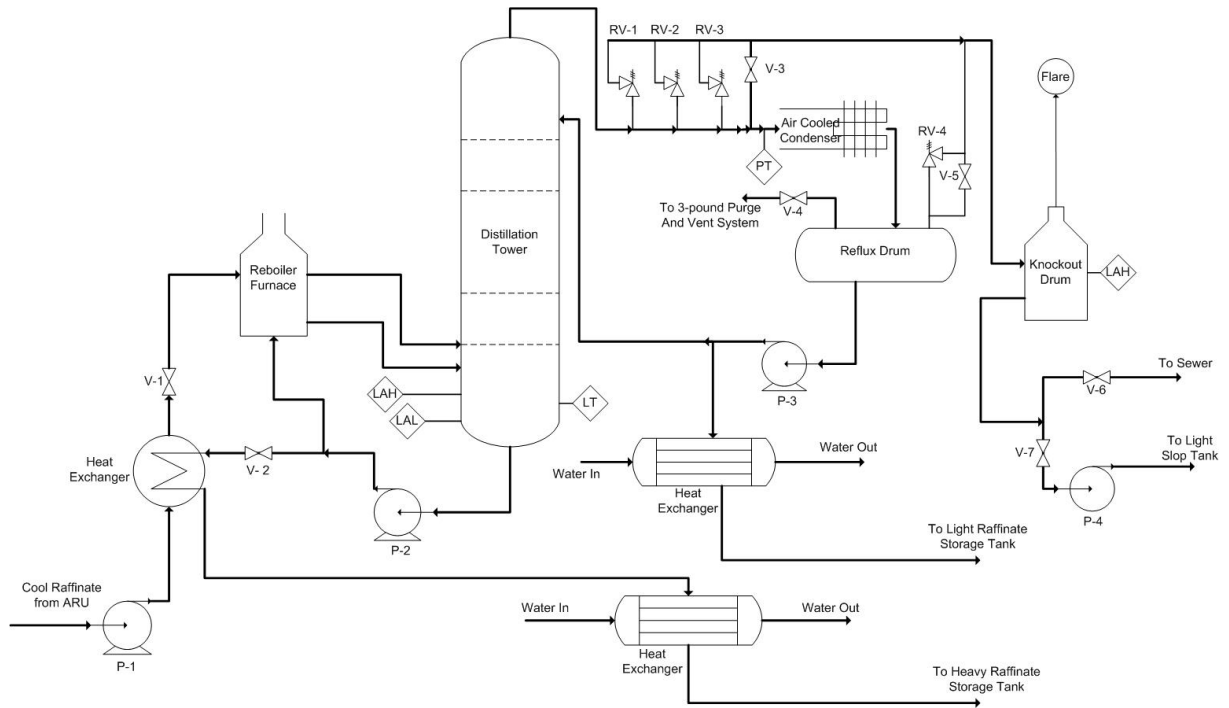 RV-1
RV-2
RV-3
V-3
Flare
Air Cooled
Condenser
PT
RV-4
V-5
To 3-pound Purge
And Vent System
V-4
Distillation
Tower
Reflux Drum
Knockout
Drum
LAH
Reboiler
Furnace
V-1
LAH
LAL
LT
P-3
To Sewer
V-6
Heat
Exchanger
V- 2
Water In
Water Out
Heat
Exchanger
V-7
To Light
Slop Tank
P-2
P-4
To Light Raffinate
Storage Tank
Cool Raffinate
from ARU
P-1
Water In
Water Out
Heat
Exchanger
To Heavy Raffinate
Storage Tank